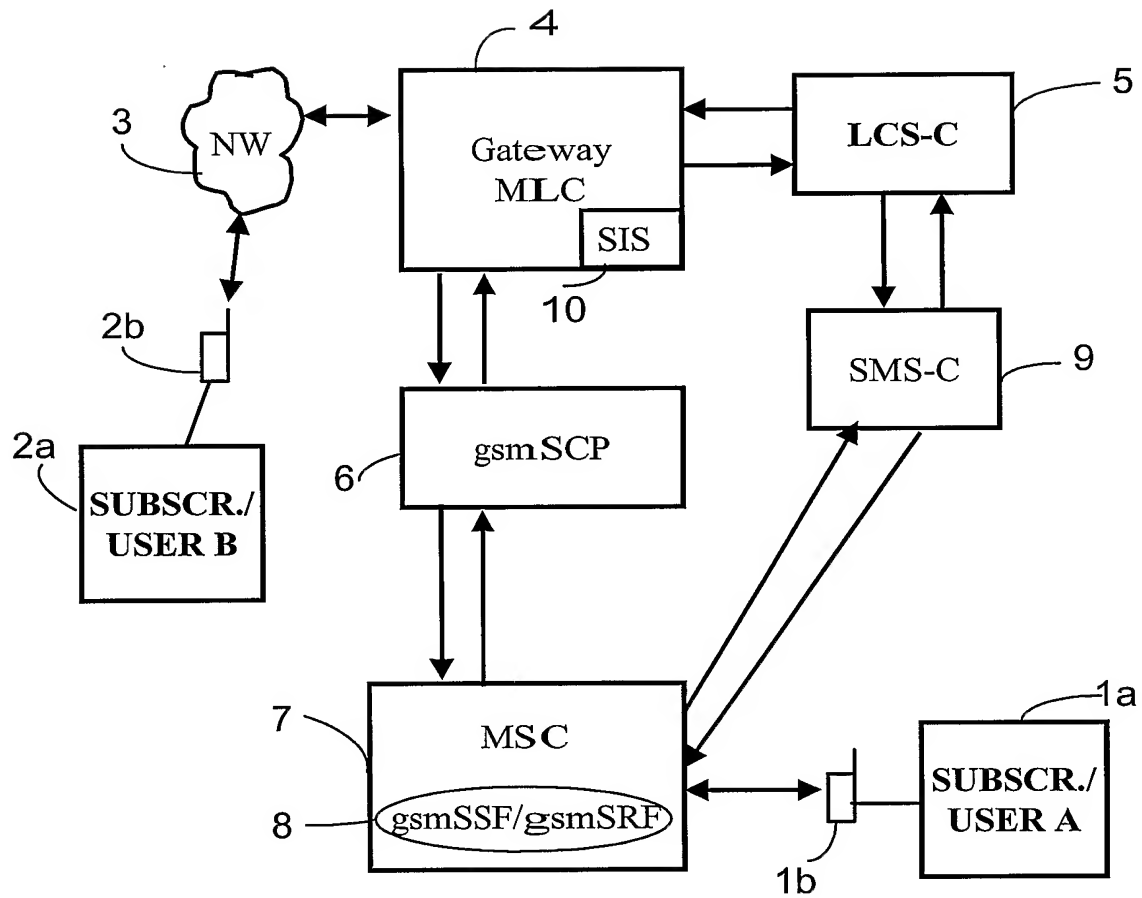 4
5
3
NW
Gateway
MLC
LCS-C
SIS
10
2b
SMS-C
9
2a
6
gsmSCP
SUBSCR./
USER B
7
MSC
1a
8
gsmSSF/gsmSRF
SUBSCR./
USER A
1b